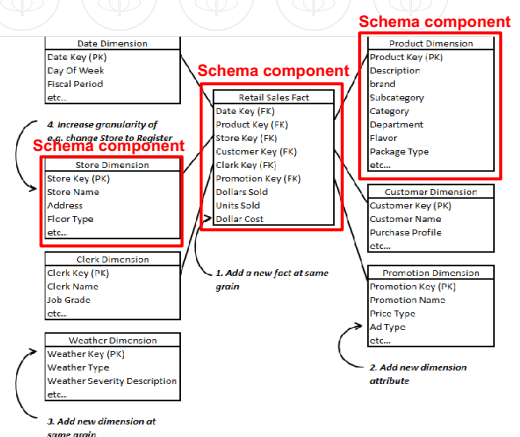 Schema component
Date Dimension
Date Key (PK)
Day Of Week
Fiscal Period
etc...
4. Increase granularity of
e.g. change Store to Register
Schema component
Store Dimension
Store Key (PK)
Store Name
Address
Floor Type
etc...
Clerk Dimension
Clerk Key (PK)
Clerk Name
Job Grade
etc...
Weather Dimension
Weather Key (PK)
Weather Type
Weather Severity Description
etc...
3. Add new dimension at
same grain
Schema component
Retail Sales Fact
Date Key (FK)
Product Key (FK)
Store Key (FK)
Customer Key (FK)
Clerk Key (FK)
Promotion Key (FK)
Dollars Sold
Units Sold
Dollar Cost
1. Add a new fact at same
grain
Product Dimension
Product Key (PK)
Description
brand
Subcategory
Category
Department
Flavor
Package Type
etc...
Customer Dimension
Customer Key (PK)
Customer Name
Purchase Profile
etc...
Promotion Dimension
Promotion Key (PK)
Promotion Name
Price Type
Ad Type
etc...
2. Add new dimension
attribute